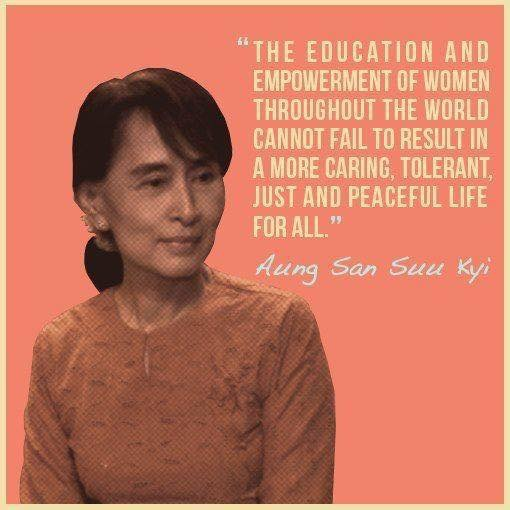 “THE EDUCATION AND
EMPOWERMENT OF WOMEN
THROUGHOUT THE WORLD
CANNOT FAIL TO RESULT IN
A MORE CARING, TOLERANT,
JUST AND PEACEFUL LIFE
FOR ALL.”
Aung San Suu Kyi